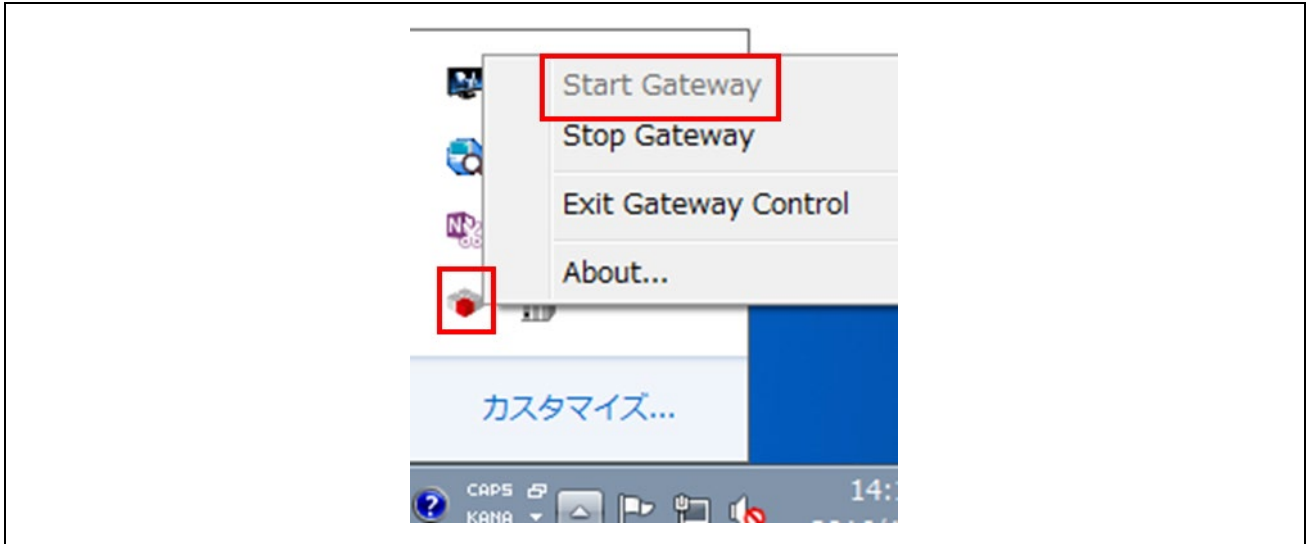 Start Gateway
Stop Gateway
Exit Gateway Control
About...
カスタマイズ...
CAPS
KANA
14: